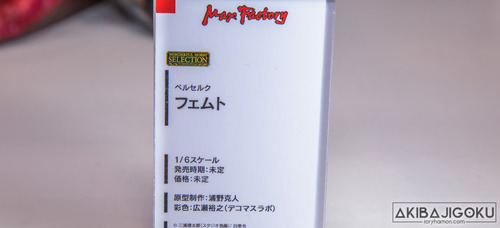 Max Factory
WONDERFUL HOBBY
SELECTION
ベルセルク
フェムト
1/6スケール
発売時期：未定
価格：未定
原型制作：浦野克人
彩色：広瀬裕之（デコマスラボ）
AKIBAJIGOKU